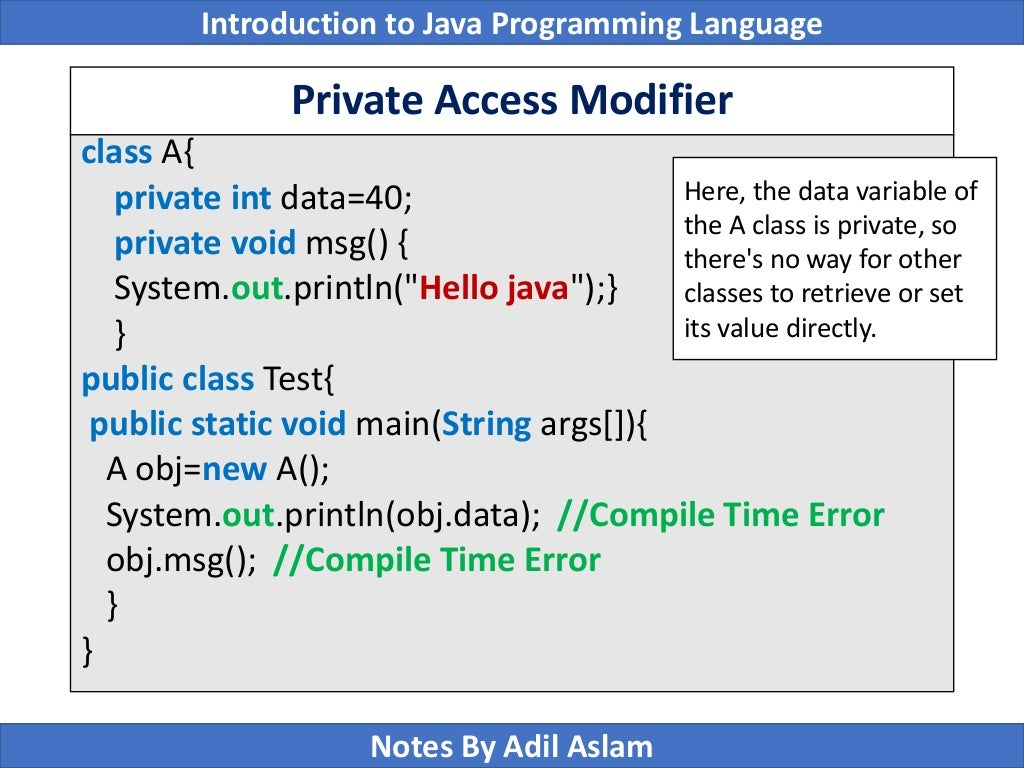 Introduction to Java Programming Language
Private Access Modifier
class A{
private int data=40;
private void msg() {
System.out.println("Hello java");}
}
public class Test{
public static void main(String args[]){
A obj=new A();
System.out.println(obj.data); //Compile Time Error
obj.msg(); //Compile Time Error
}
}
Here, the data variable of
the A class is private, so
there's no way for other
classes to retrieve or set
its value directly.
Notes By Adil Aslam